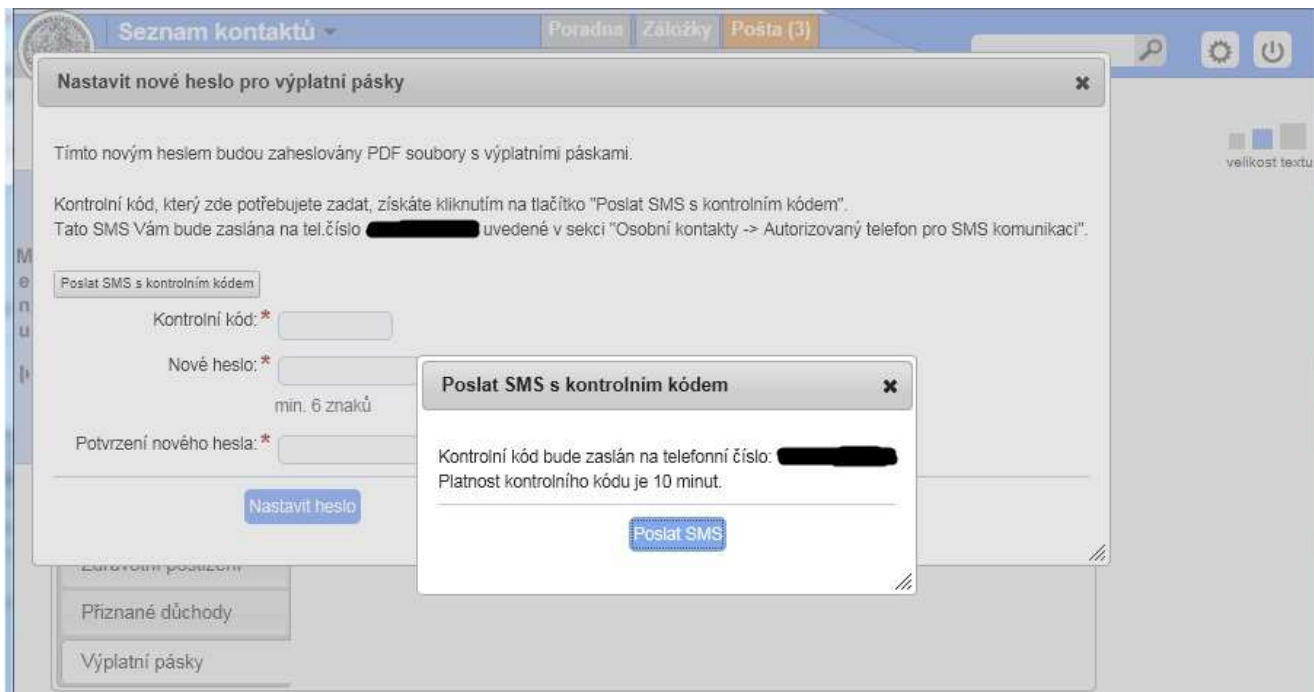 Seznam kontaktů
Poradna
Záložky
Pošta (3)
Nastavit nové heslo pro výplatní pásky
Tímto novým heslem budou zaheslovány PDF soubory s výplatními páskami.
velikost textu
Kontrolní kód, který zde potřebujete zadat, získáte kliknutím na tlačítko "Poslat SMS s kontrolním kódem".
Tato SMS Vám bude zaslána na tel.číslo uvedené v sekci "Osobní kontakty -> Autorizovaný telefon pro SMS komunikaci".
Menu
Poslat SMS s kontrolním kódem
Kontrolní kód: *
Nové heslo: *
min. 6 znaků
Potvrzení nového hesla: *
Nastavit heslo
Poslat SMS s kontrolním kódem
Kontrolní kód bude zaslán na telefonní číslo:
Platnost kontrolního kódu je 10 minut.
Poslat SMS
Zdravotní postižení
Přiznané důchody
Výplatní pásky